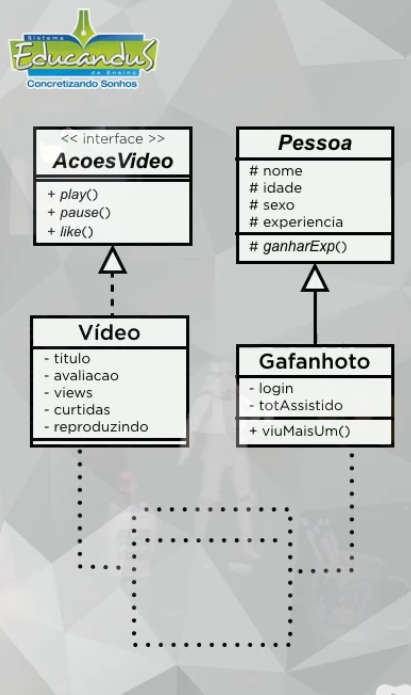 Sistema
Educandus
de Ensino
Concretizando Sonhos
<< interface >>
AcoesVideo
+ play()
+ pause()
+ like()
Pessoa
# nome
# idade
# sexo
# experiencia
# ganharExp()
Vídeo
- titulo
- avaliacao
- views
- curtidas
- reproduzindo
Gafanhoto
- login
- totAssistido
+ viuMaisUm()